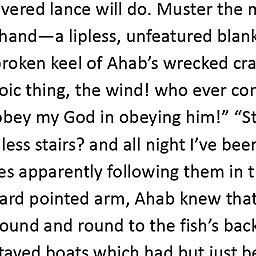 vered lance will do. Muster the
hand—a lipless, unfeatured blank
broken keel of Ahab’s wrecked cra
oic thing, the wind! who ever con
obey my God in obeying him!” “St
less stairs? and all night I’ve been
es apparently following them in t
ard pointed arm, Ahab knew that
ound and round to the fish’s back
tayed boats which had but just be